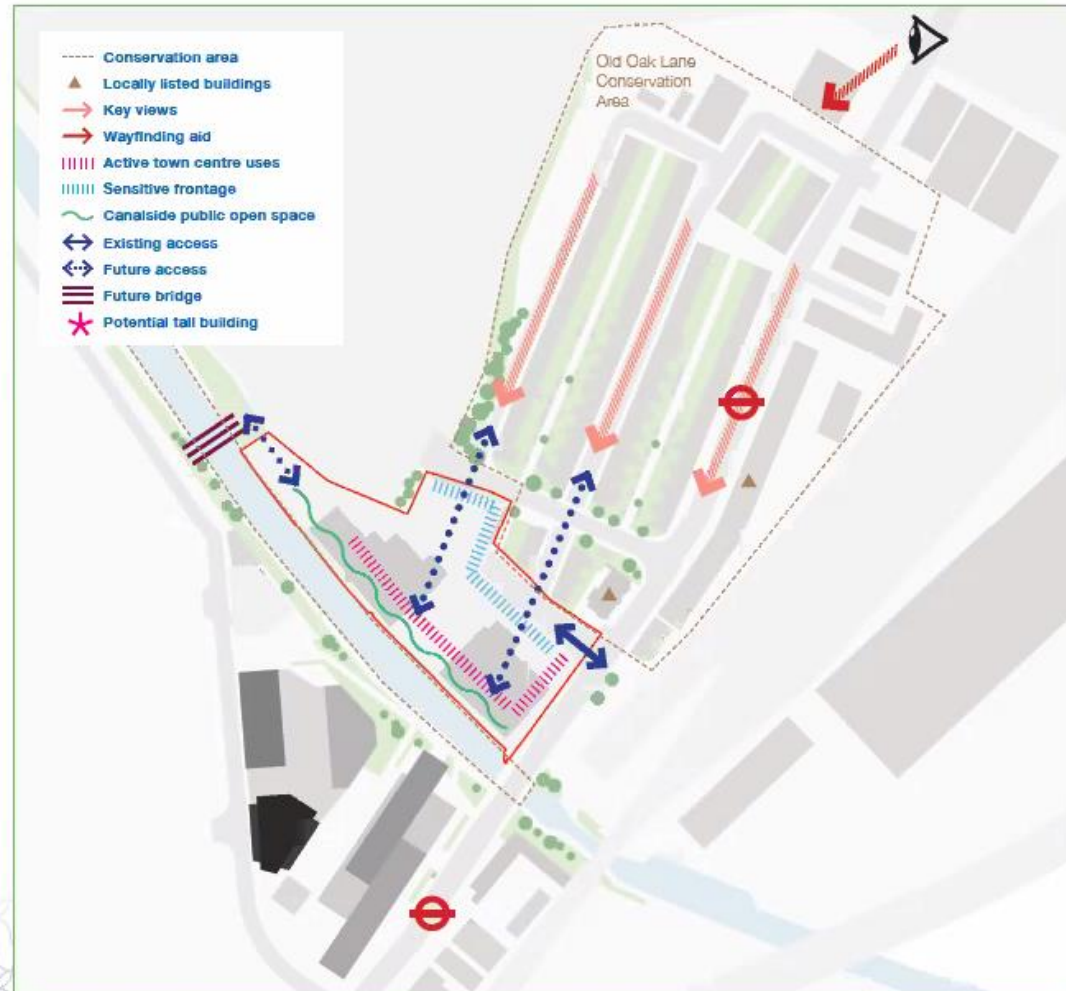 Conservation area
Locally listed buildings
Key views
Wayfinding aid
Active town centre uses
Sensitive frontage
Canalside public open space
Existing access
Future access
Future bridge
Potential tall building
Old Oak Lane
Conservation
Area